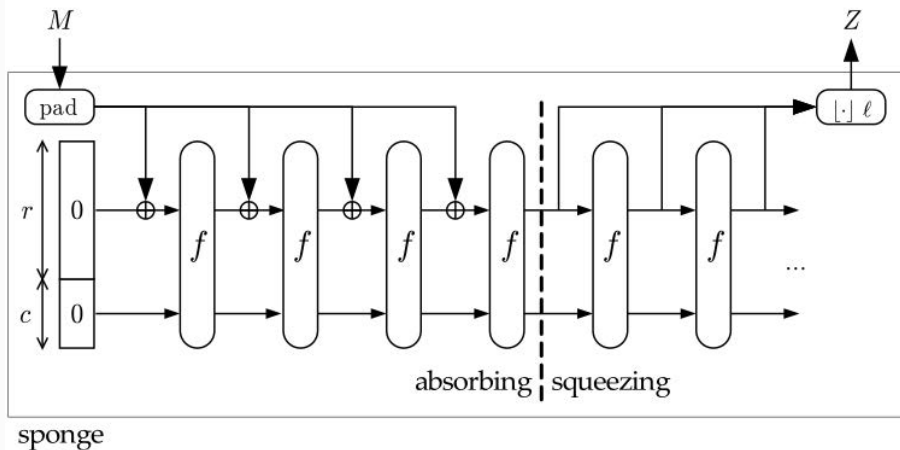 M Z
pad ⌊·⌋ ℓ
r 0 f f f f f f
c 0 ...
absorbing squeezing
sponge